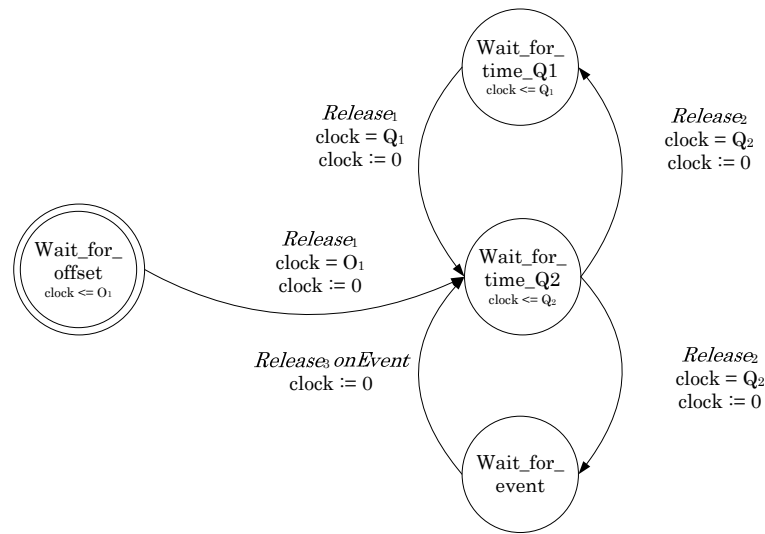 Wait_for_
time_Q1
clock <= Q₁
Release₁
clock = Q₁
clock := 0
Release₂
clock = Q₂
clock := 0
Wait_for_
offset
clock <= O₁
Release₁
clock = O₁
clock := 0
Wait_for_
time_Q2
clock <= Q₂
Release₃ onEvent
clock := 0
Release₂
clock = Q₂
clock := 0
Wait_for_
event